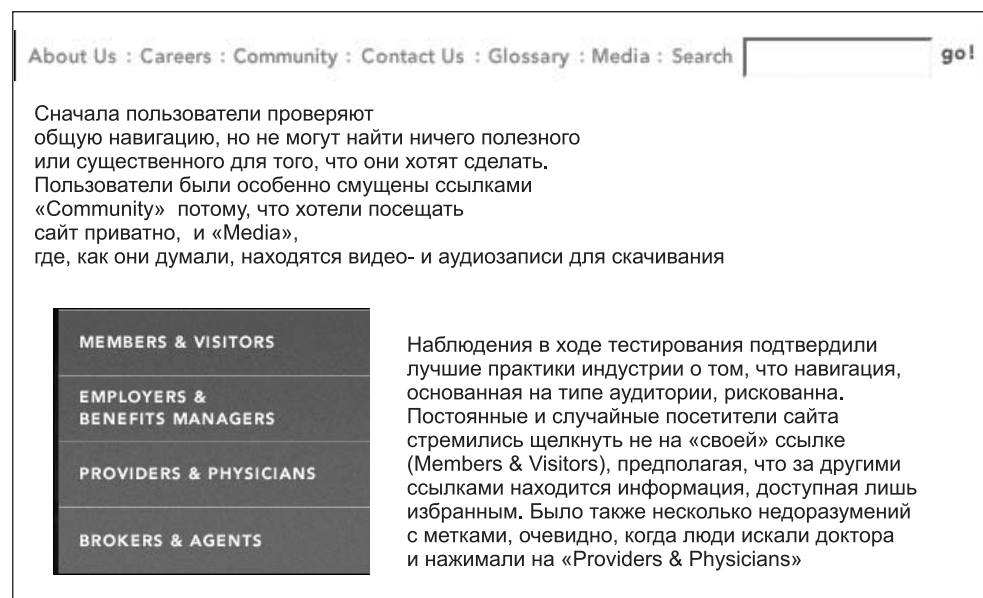 About Us : Careers : Community : Contact Us : Glossary : Media : Search go!
Сначала пользователи проверяют
общую навигацию, но не могут найти ничего полезного
или существенного для того, что они хотят сделать.
Пользователи были особенно смущены ссылками
«Community» потому, что хотели посещать
сайт приватно, и «Media»,
где, как они думали, находятся видео- и аудиозаписи для скачивания
MEMBERS & VISITORS
EMPLOYERS &
BENEFITS MANAGERS
PROVIDERS & PHYSICIANS
BROKERS & AGENTS
Наблюдения в ходе тестирования подтвердили
лучшие практики индустрии о том, что навигация,
основанная на типе аудитории, рискованна.
Постоянные и случайные посетители сайта
стремились щелкнуть не на «своей» ссылке
(Members & Visitors), предполагая, что за другими
ссылками находится информация, доступная лишь
избранным. Было также несколько недоразумений
с метками, очевидно, когда люди искали доктора
и нажимали на «Providers & Physicians»